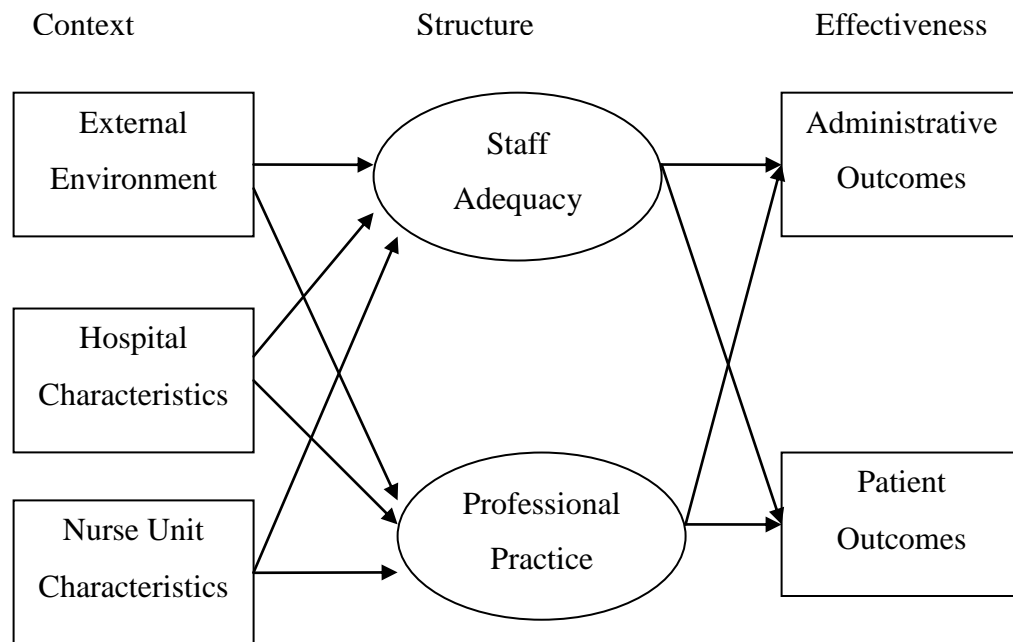 Context
Structure
Effectiveness
External
Environment
Staff
Adequacy
Administrative
Outcomes
Hospital
Characteristics
Nurse Unit
Characteristics
Professional
Practice
Patient
Outcomes